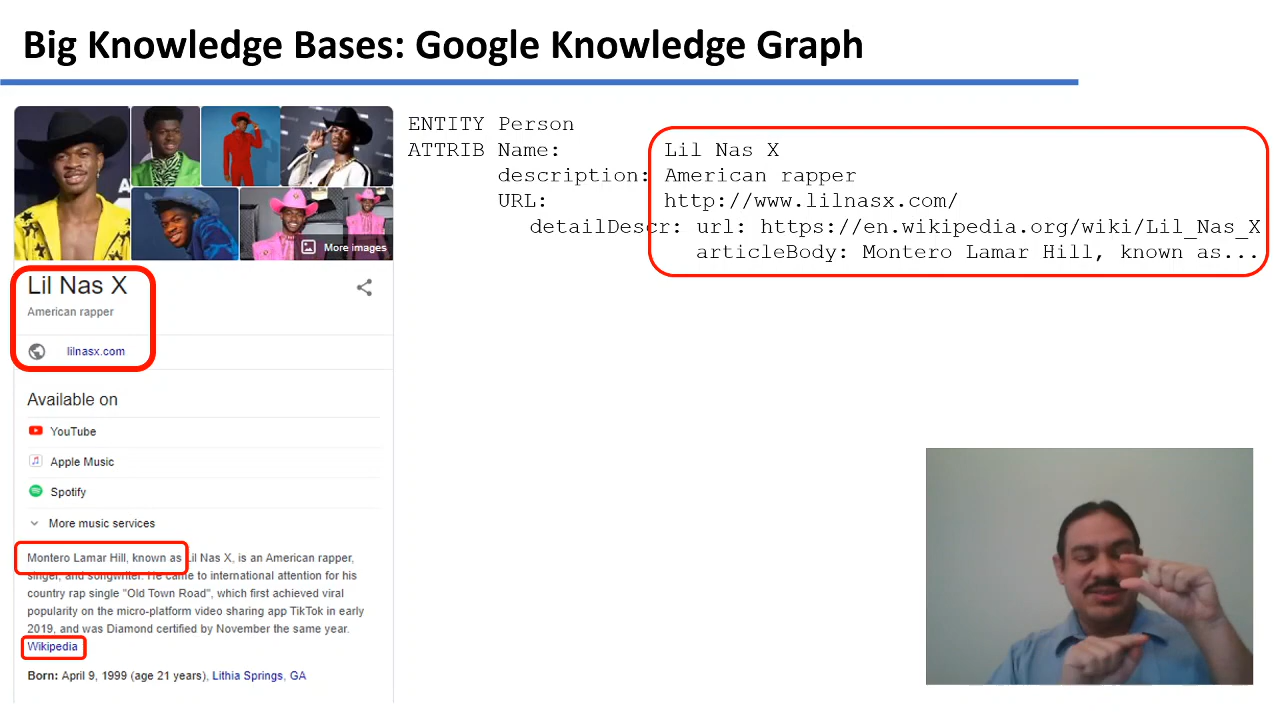 Big Knowledge Bases: Google Knowledge Graph
More images
Lil Nas X
American rapper
lilnasx.com
Available on
YouTube
Apple Music
Spotify
More music services
Montero Lamar Hill, known as Lil Nas X, is an American rapper,
singer, and songwriter. He came to international attention for his
country rap single "Old Town Road", which first achieved viral
popularity on the micro-platform video sharing app TikTok in early
2019, and was Diamond certified by November the same year.
Wikipedia
Born: April 9, 1999 (age 21 years), Lithia Springs, GA
ENTITY Person
ATTRIB Name: Lil Nas X
description: American rapper
URL: http://www.lilnasx.com/
detailDescr: url: https://en.wikipedia.org/wiki/Lil_Nas_X
articleBody: Montero Lamar Hill, known as...